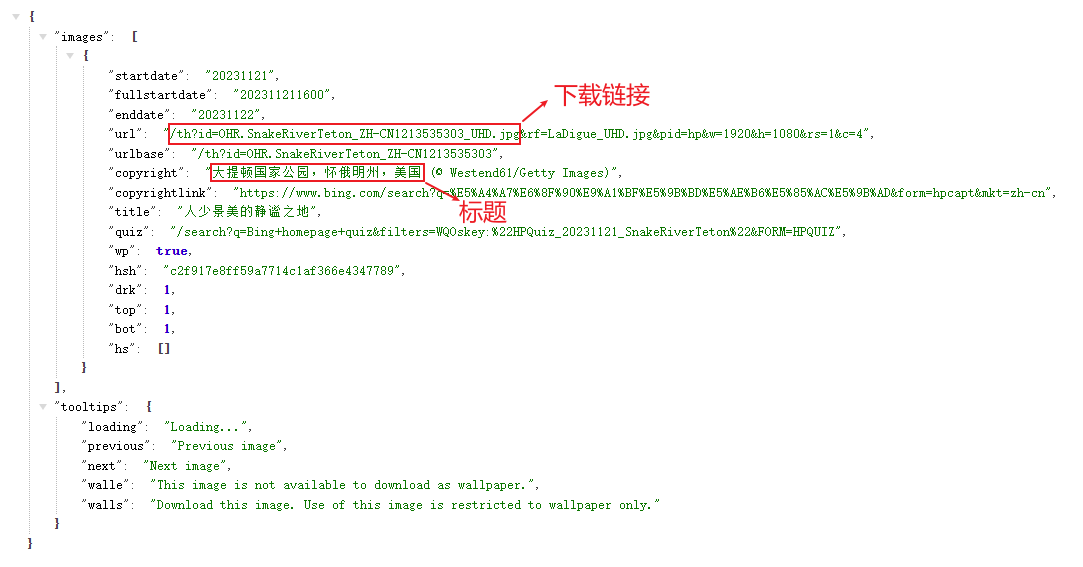 {
"images": [
{
"startdate": "20231121",
"fullstartdate": "202311211600",
"enddate": "20231122",
下载链接
"url": "/th?id=OHR.SnakeRiverTeton_ZH-CN1213535303_UHD.jpg&rf=LaDigue_UHD.jpg&pid=hp&w=1920&h=1080&rs=1&c=4",
"urlbase": "/th?id=OHR.SnakeRiverTeton_ZH-CN1213535303",
"copyright": "大提顿国家公园，怀俄明州，美国 (© Westend61/Getty Images)",
"copyrightlink": "https://www.bing.com/search?q=%E5%A4%A7%E6%8F%90%E9%A1%BF%E5%9B%BD%E5%AE%B6%E5%85%AC%E5%9B%AD&form=hpcapt&mkt=zh-cn",
"title": "人少景美的静谧之地",
标题
"quiz": "/search?q=Bing+homepage+quiz&filters=WQOskey:%22HPQuiz_20231121_SnakeRiverTeton%22&FORM=HPQUIZ",
"wp": true,
"hsh": "c2f917e8ff59a7714c1af366e4347789",
"drk": 1,
"top": 1,
"bot": 1,
"hs": []
}
],
"tooltips": {
"loading": "Loading...",
"previous": "Previous image",
"next": "Next image",
"walle": "This image is not available to download as wallpaper.",
"walls": "Download this image. Use of this image is restricted to wallpaper only."
}
}